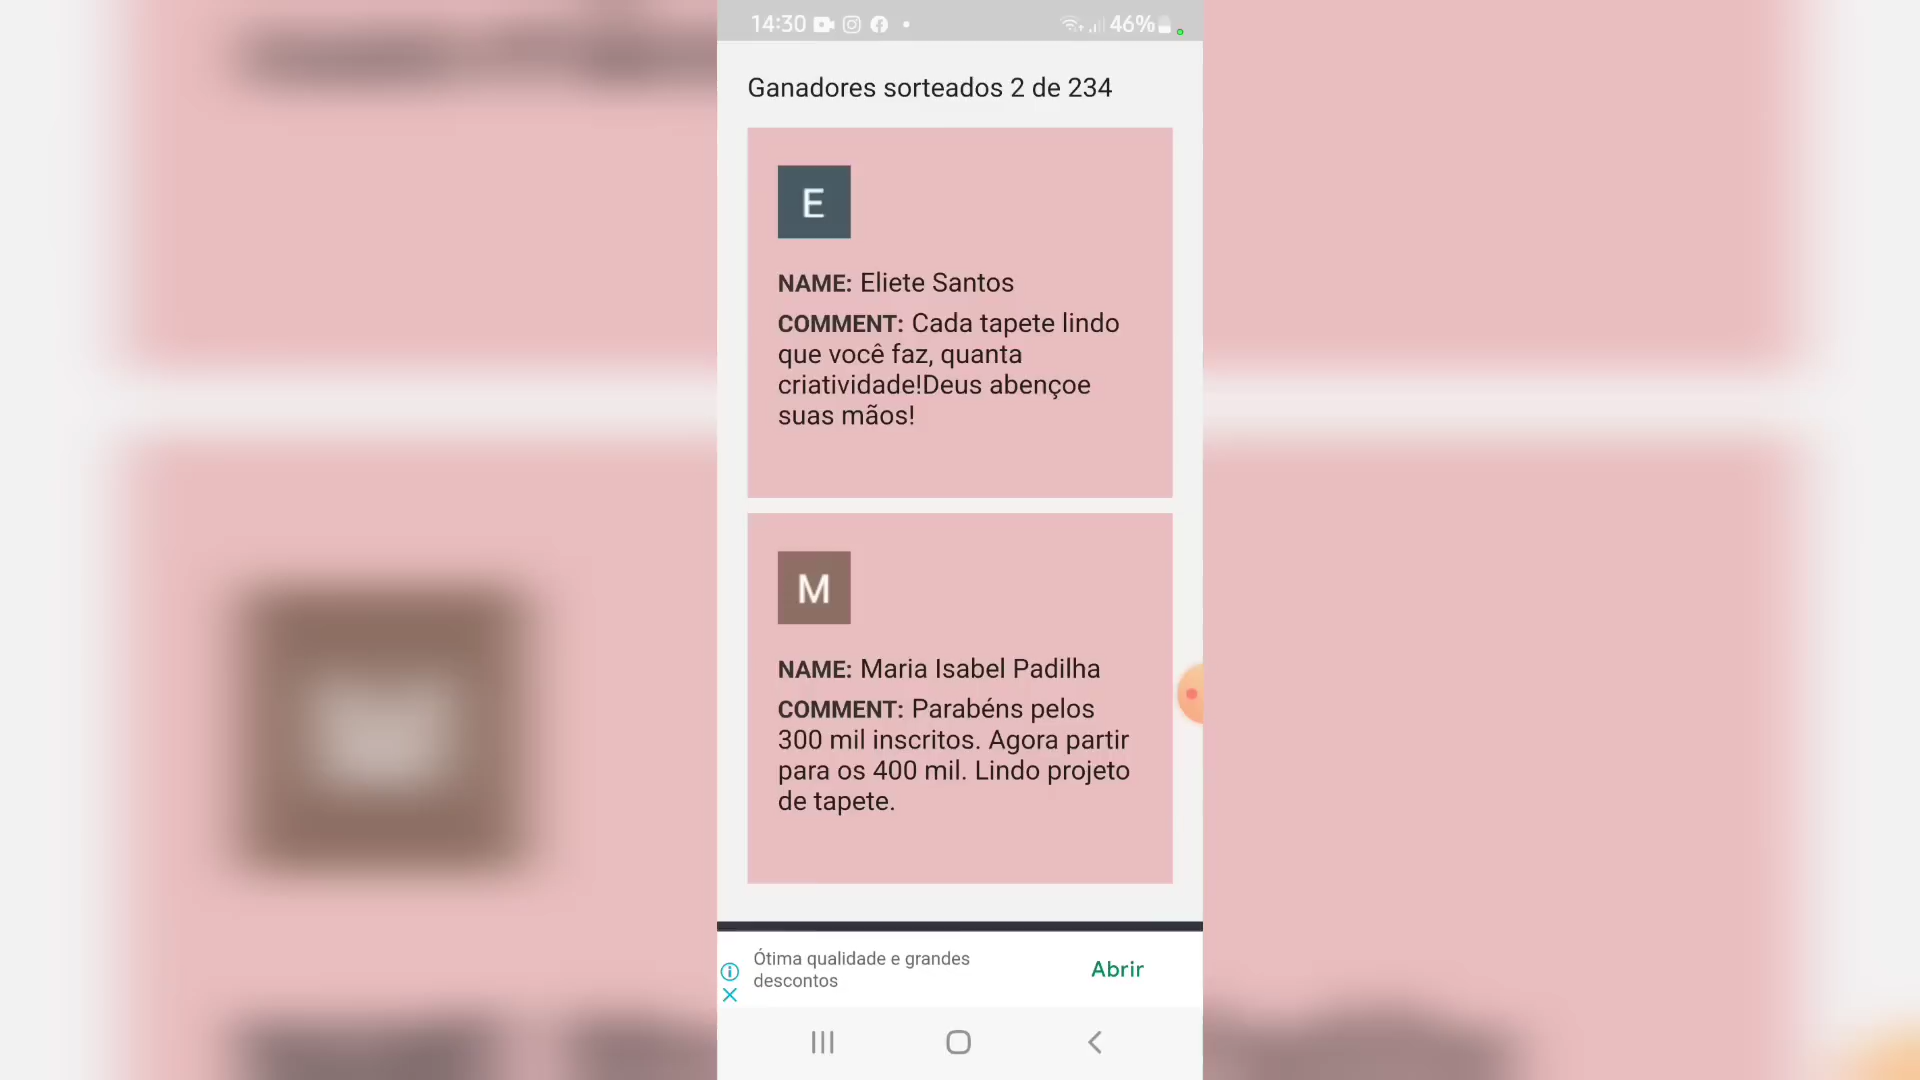 14:30
46%
Ganadores sorteados 2 de 234
E
NAME: Eliete Santos
COMMENT: Cada tapete lindo
que você faz, quanta
criatividade!Deus abençoe
suas mãos!
M
NAME: Maria Isabel Padilha
COMMENT: Parabéns pelos
300 mil inscritos. Agora partir
para os 400 mil. Lindo projeto
de tapete.
Ótima qualidade e grandes
descontos
Abrir